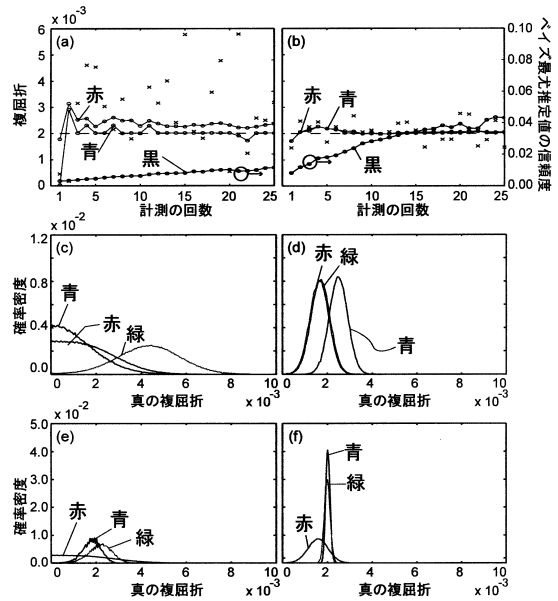 x 10⁻³
6
5
4
3
2
1
0
(a)
赤
青
黒
複屈折
1 5 10 15 20 25
計測の回数
(b)
赤
青
黒
0.10
0.08
0.06
0.04
0.02
0.00
ベイズ最尤推定値の信頼度
1 5 10 15 20 25
計測の回数
1.2 x 10⁻²
0.8
0.4
0.0
確率密度
(c)
青
赤
緑
0 2 4 6 8 10
真の複屈折 x 10⁻³
(d)
赤
緑
青
0 2 4 6 8 10
真の複屈折 x 10⁻³
5.0 x 10⁻²
4.0
3.0
2.0
1.0
0.0
確率密度
(e)
赤
青
緑
0 2 4 6 8 10
真の複屈折 x 10⁻³
(f)
青
緑
赤
0 2 4 6 8 10
真の複屈折 x 10⁻³